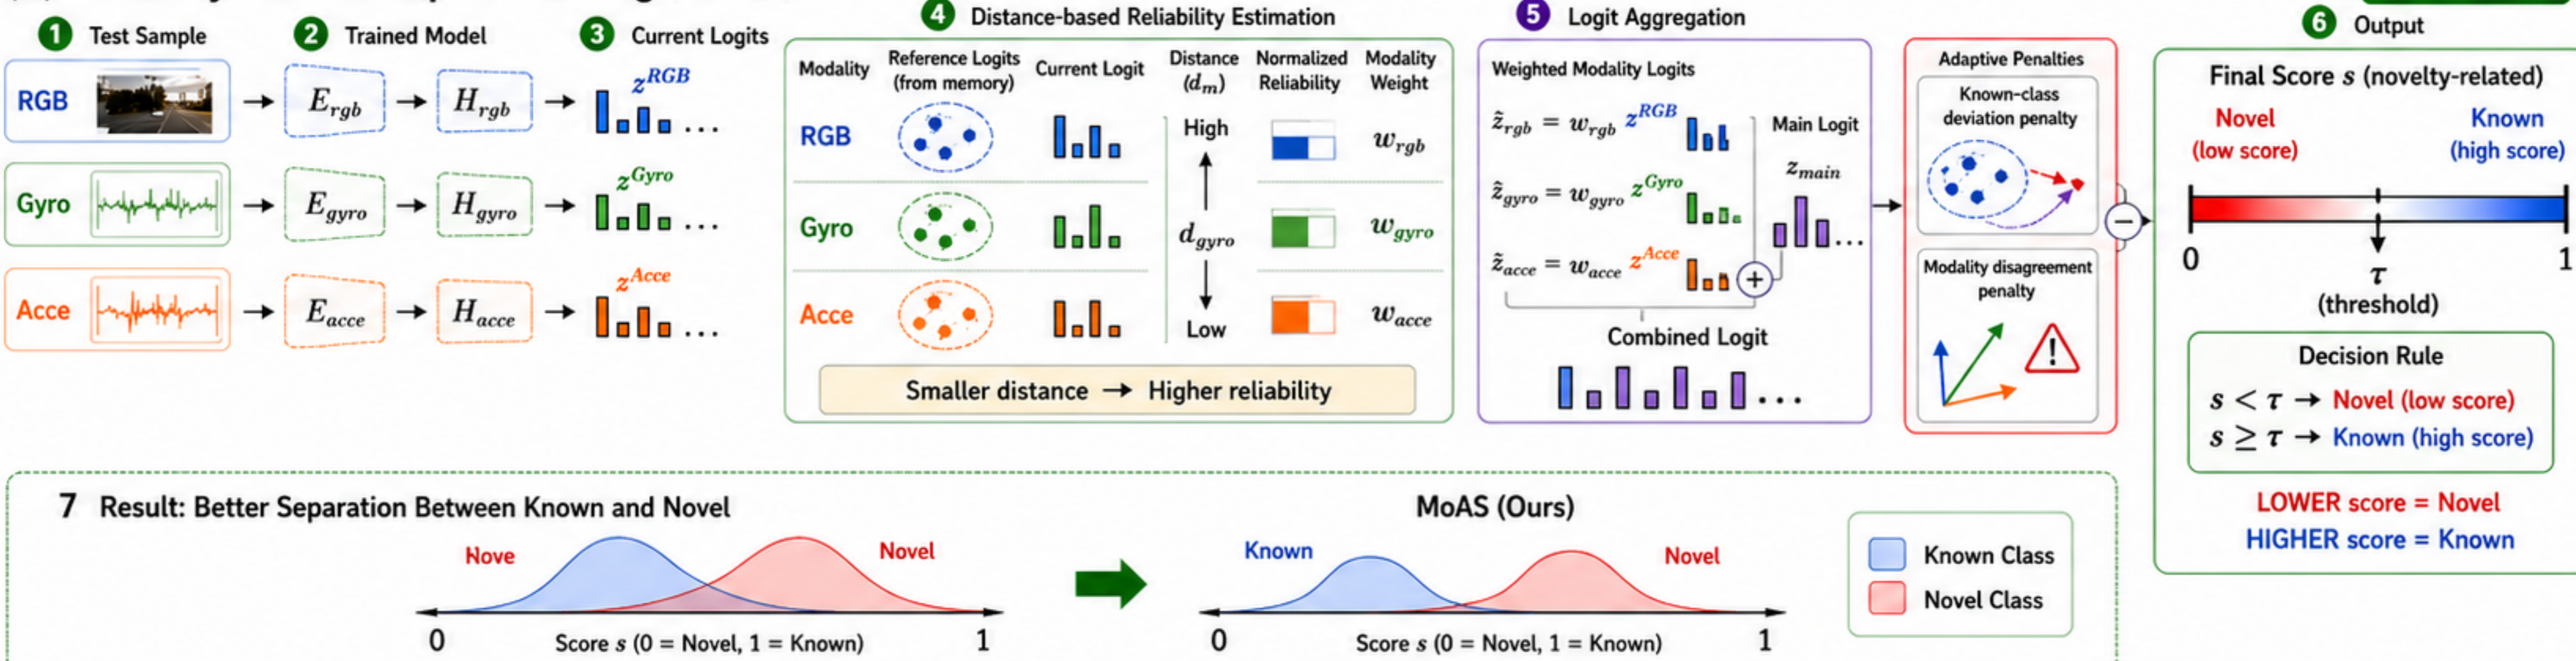 1 Test Sample
2 Trained Model
3 Current Logits
RGB
E_rgb
H_rgb
z^RGB
...
Gyro
E_gyro
H_gyro
z^Gyro
...
Acce
E_acce
H_acce
z^Acce
...
4 Distance-based Reliability Estimation
Modality
Reference Logits
(from memory)
Current Logit
Distance
(d_m)
Normalized
Reliability
Modality
Weight
RGB
High
w_rgb
Gyro
d_gyro
w_gyro
Acce
Low
w_acce
Smaller distance → Higher reliability
5 Logit Aggregation
Weighted Modality Logits
ẑ_rgb = w_rgb z^RGB
ẑ_gyro = w_gyro z^Gyro
ẑ_acce = w_acce z^Acce
+
Main Logit
z_main
...
Combined Logit
...
Adaptive Penalties
Known-class
deviation penalty
Modality disagreement
penalty
!
−
6 Output
Final Score s (novelty-related)
Novel
(low score)
Known
(high score)
0
1
τ
(threshold)
Decision Rule
s < τ → Novel (low score)
s ≥ τ → Known (high score)
LOWER score = Novel
HIGHER score = Known
7 Result: Better Separation Between Known and Novel
Nove
Novel
0
Score s (0 = Novel, 1 = Known)
1
MoAS (Ours)
Known
Novel
0
Score s (0 = Novel, 1 = Known)
1
Known Class
Novel Class